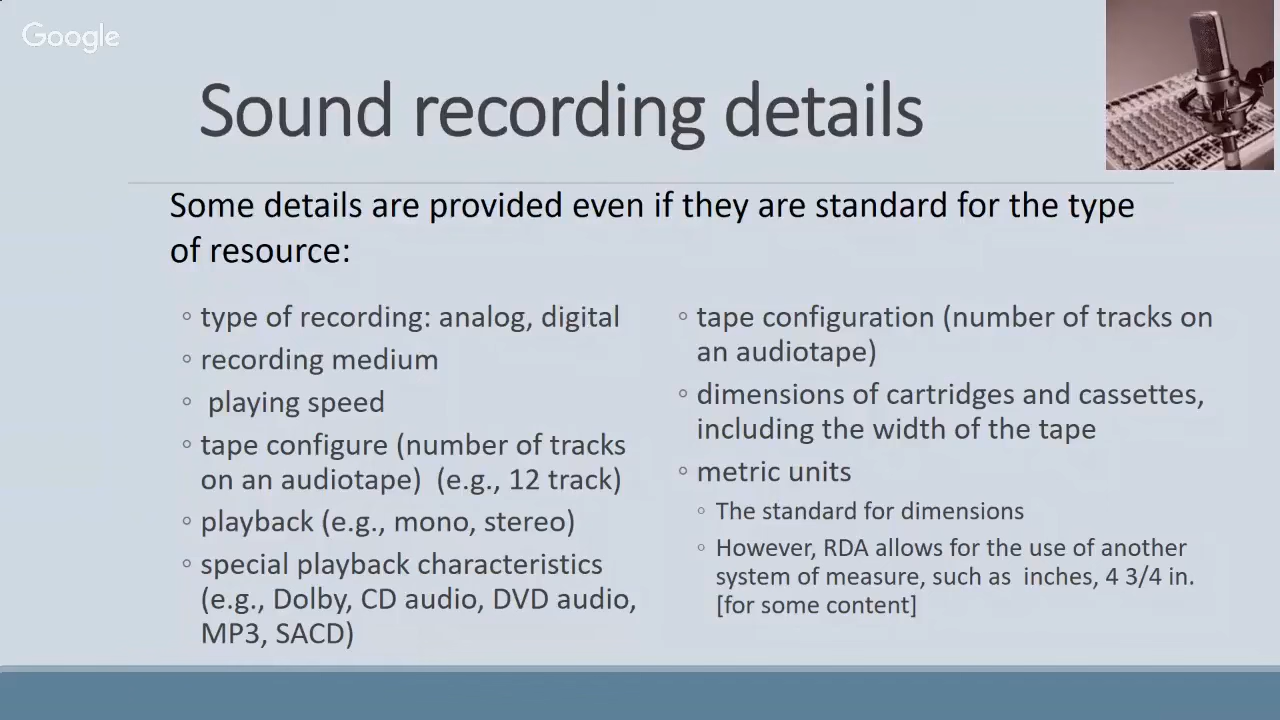 Google
Sound recording details
Some details are provided even if they are standard for the type
of resource:
◦ type of recording: analog, digital
◦ recording medium
◦ playing speed
◦ tape configure (number of tracks
on an audiotape) (e.g., 12 track)
◦ playback (e.g., mono, stereo)
◦ special playback characteristics
(e.g., Dolby, CD audio, DVD audio,
MP3, SACD)
◦ tape configuration (number of tracks on
an audiotape)
◦ dimensions of cartridges and cassettes,
including the width of the tape
◦ metric units
◦ The standard for dimensions
◦ However, RDA allows for the use of another
system of measure, such as inches, 4 3/4 in.
[for some content]